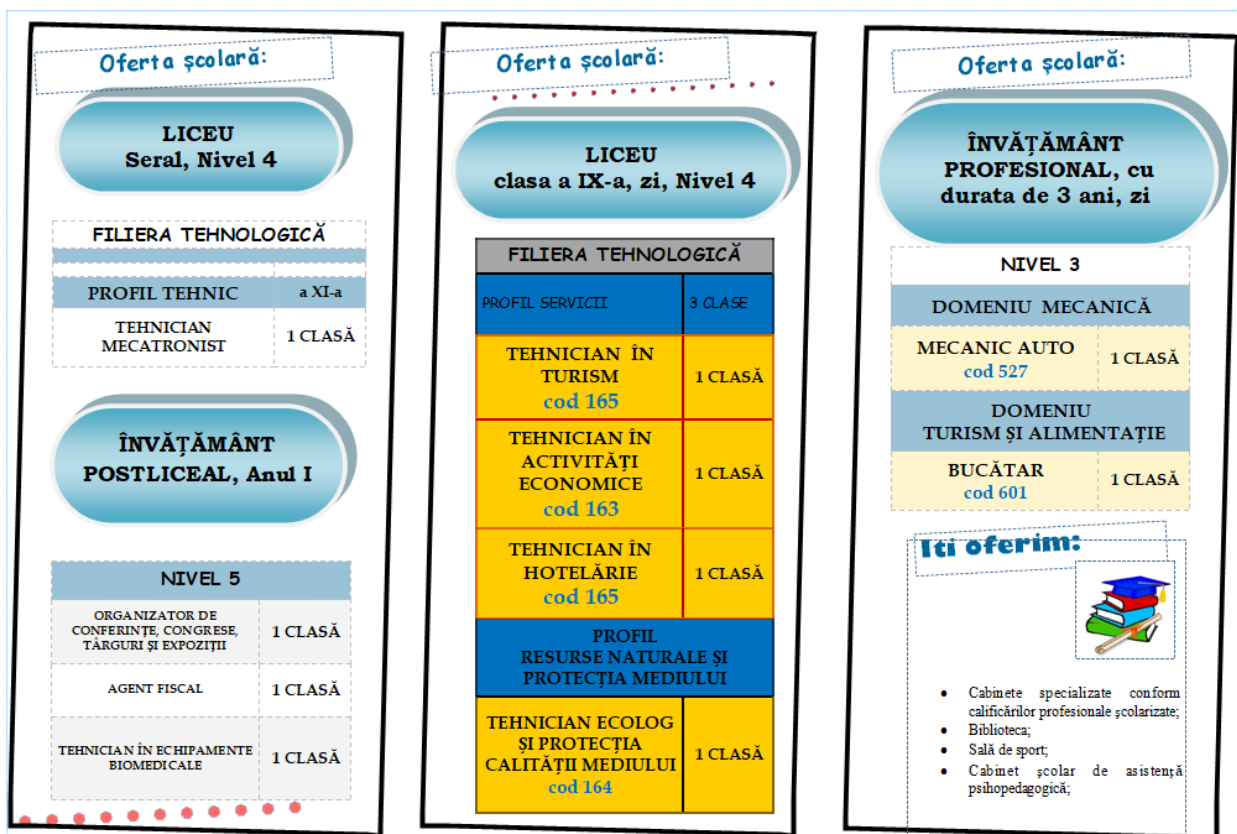 Oferta școlară:
LICEU
Seral, Nivel 4
FILIERA TEHNOLOGICĂ
PROFIL TEHNIC a XI-a
TEHNICIAN
MECATRONIST 1 CLASĂ
ÎNVĂȚĂMÂNT
POSTLICEAL, Anul I
NIVEL 5
ORGANIZATOR DE
CONFERINȚE, CONGRESE,
TÂRGURI ȘI EXPOZIȚII 1 CLASĂ
AGENT FISCAL 1 CLASĂ
TEHNICIAN ÎN ECHIPAMENTE
BIOMEDICALE 1 CLASĂ
Oferta școlară:
LICEU
clasa a IX-a, zi, Nivel 4
FILIERA TEHNOLOGICĂ
PROFIL SERVICII 3 CLASE
TEHNICIAN ÎN
TURISM 1 CLASĂ
cod 165
TEHNICIAN ÎN
ACTIVITĂȚI 1 CLASĂ
ECONOMICE
cod 163
TEHNICIAN ÎN
HOTELĂRIE 1 CLASĂ
cod 165
PROFIL
RESURSE NATURALE ȘI
PROTECȚIA MEDIULUI
TEHNICIAN ECOLOG
ȘI PROTECȚIA 1 CLASĂ
CALITĂȚII MEDIULUI
cod 164
Oferta școlară:
ÎNVĂȚĂMÂNT
PROFESIONAL, cu
durata de 3 ani, zi
NIVEL 3
DOMENIU MECANICĂ
MECANIC AUTO 1 CLASĂ
cod 527
DOMENIU
TURISM ȘI ALIMENTAȚIE
BUCĂTAR 1 CLASĂ
cod 601
Iti oferim:
• Cabinete specializate conform
calificărilor profesionale școlarizate;
• Biblioteca;
• Sală de sport;
• Cabinet școlar de asistență
psihopedagogică;